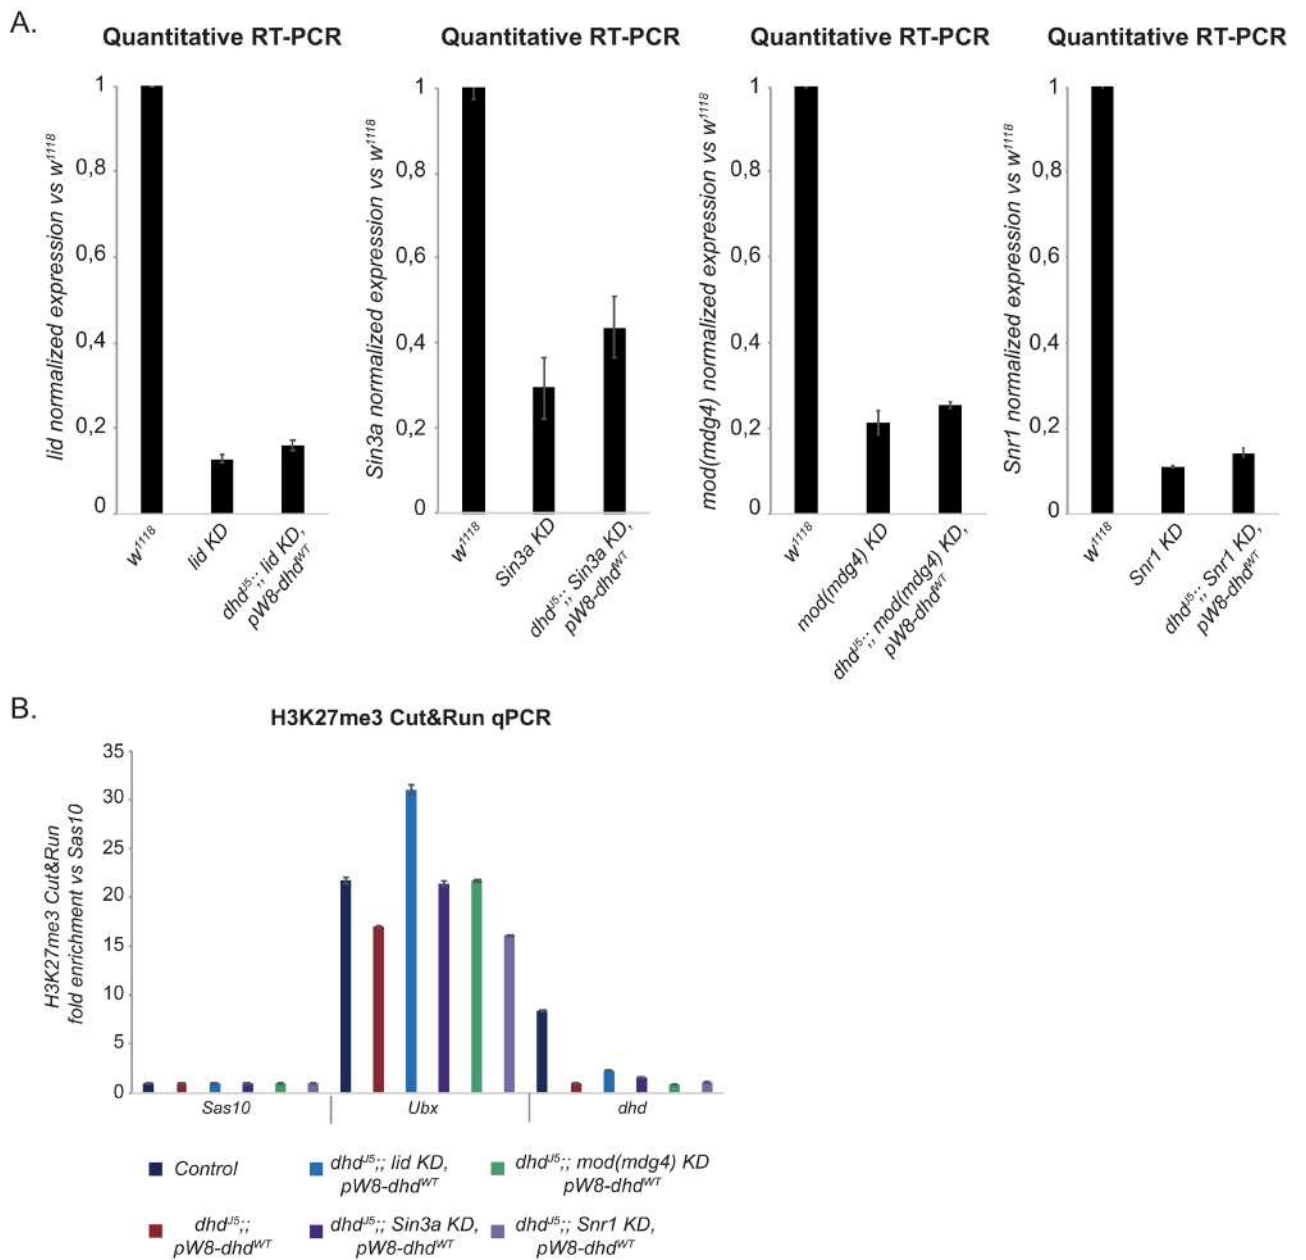 A.
Quantitative RT-PCR
lid normalized expression vs w¹¹¹⁸
1
0,8
0,6
0,4
0,2
0
w¹¹¹⁸
lid KD
dhdᴶ⁵;; lid KD,
pW8-dhdᵂᵀ
Quantitative RT-PCR
Sin3a normalized expression vs w¹¹¹⁸
1
0,8
0,6
0,4
0,2
0
w¹¹¹⁸
Sin3a KD
dhdᴶ⁵;; Sin3a KD,
pW8-dhdᵂᵀ
Quantitative RT-PCR
mod(mdg4) normalized expression vs w¹¹¹⁸
1
0,8
0,6
0,4
0,2
0
w¹¹¹⁸
mod(mdg4) KD
dhdᴶ⁵;; mod(mdg4) KD,
pW8-dhdᵂᵀ
Quantitative RT-PCR
Snr1 normalized expression vs w¹¹¹⁸
1
0,8
0,6
0,4
0,2
0
w¹¹¹⁸
Snr1 KD
dhdᴶ⁵;; Snr1 KD,
pW8-dhdᵂᵀ
B.
H3K27me3 Cut&Run qPCR
H3K27me3 Cut&Run
fold enrichment vs Sas10
35
30
25
20
15
10
5
0
Sas10
Ubx
dhd
Control
dhdᴶ⁵;; lid KD,
pW8-dhdᵂᵀ
dhdᴶ⁵;; mod(mdg4) KD
pW8-dhdᵂᵀ
dhdᴶ⁵;;
pW8-dhdᵂᵀ
dhdᴶ⁵;; Sin3a KD,
pW8-dhdᵂᵀ
dhdᴶ⁵;; Snr1 KD,
pW8-dhdᵂᵀ